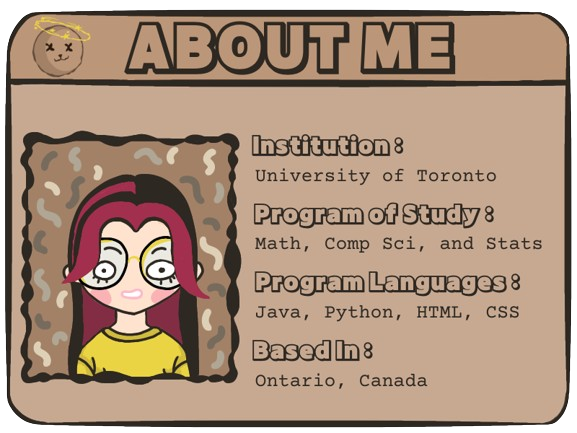 ABOUT ME
Institution:
University of Toronto
Program of Study:
Math, Comp Sci, and Stats
Program Languages:
Java, Python, HTML, CSS
Based In:
Ontario, Canada